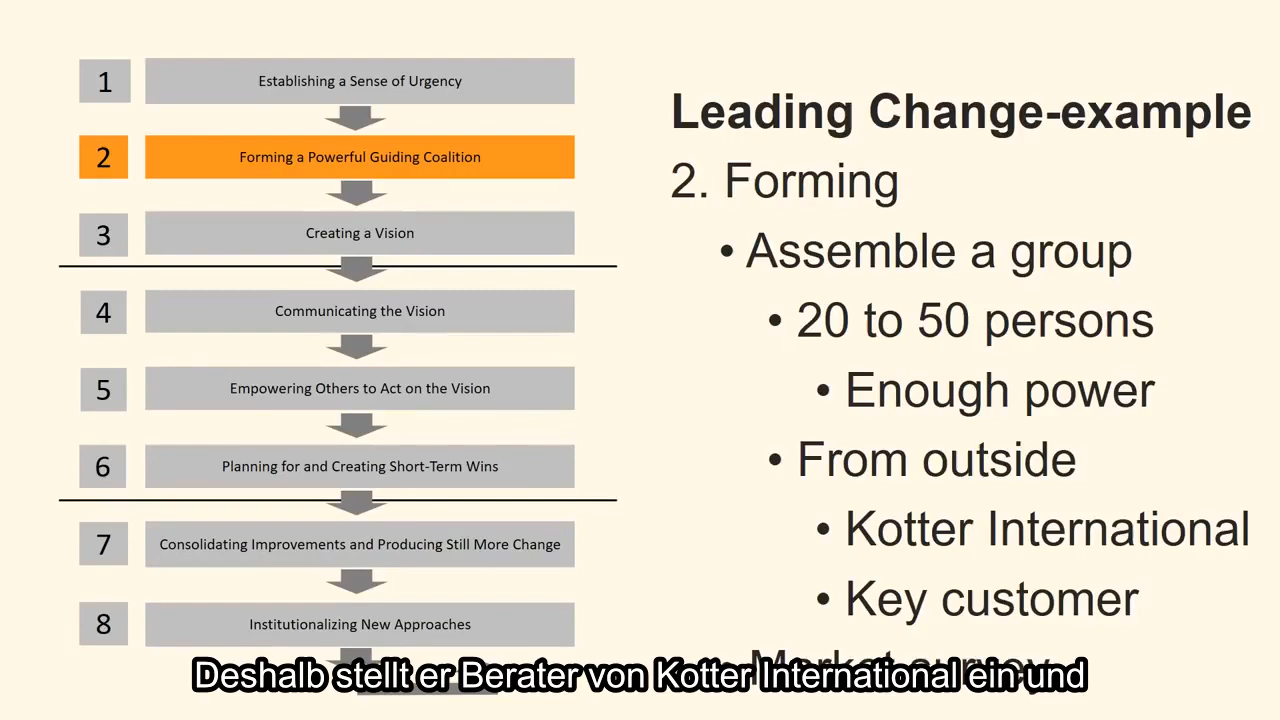 1 Establishing a Sense of Urgency
2 Forming a Powerful Guiding Coalition
3 Creating a Vision
4 Communicating the Vision
5 Empowering Others to Act on the Vision
6 Planning for and Creating Short-Term Wins
7 Consolidating Improvements and Producing Still More Change
8 Institutionalizing New Approaches
Leading Change-example
2. Forming
• Assemble a group
• 20 to 50 persons
• Enough power
• From outside
• Kotter International
• Key customer
• Market survey
Deshalb stellt er Berater von Kotter International ein und